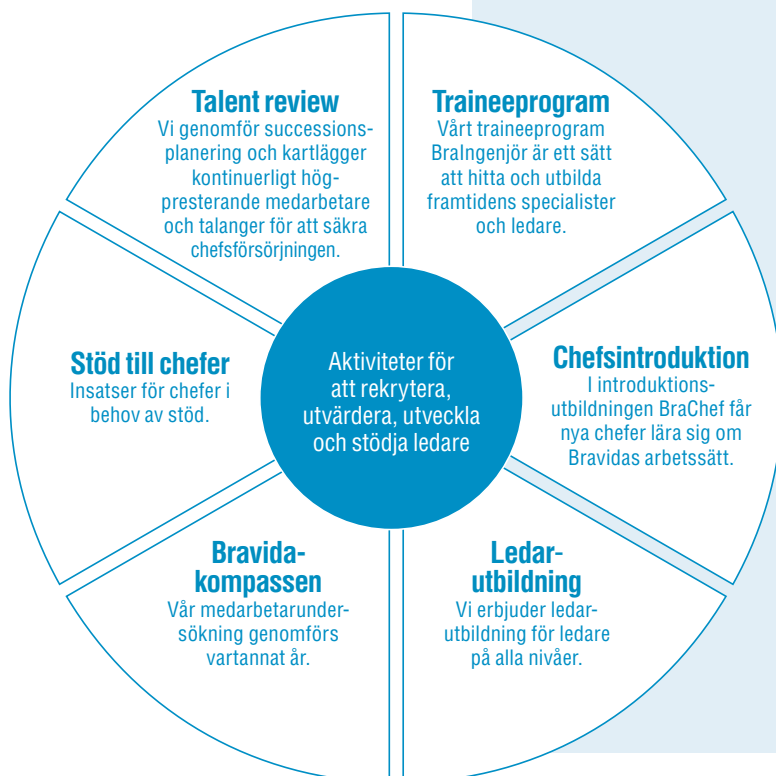 Talent review
Vi genomför successions-
planering och kartlägger
kontinuerligt hög-
presterande medarbetare
och talanger för att säkra
chefsförsörjningen.
Traineeprogram
Vårt traineeprogram
BraIngenjör är ett sätt
att hitta och utbilda
framtidens specialister
och ledare.
Stöd till chefer
Insatser för chefer i
behov av stöd.
Aktiviteter för
att rekrytera,
utvärdera, utveckla
och stödja ledare
Chefsintroduktion
I introduktions-
utbildningen BraChef får
nya chefer lära sig om
Bravidas arbetssätt.
Bravida-
kompassen
Vår medarbetarunder-
sökning genomförs
vartannat år.
Ledar-
utbildning
Vi erbjuder ledar-
utbildning för ledare
på alla nivåer.